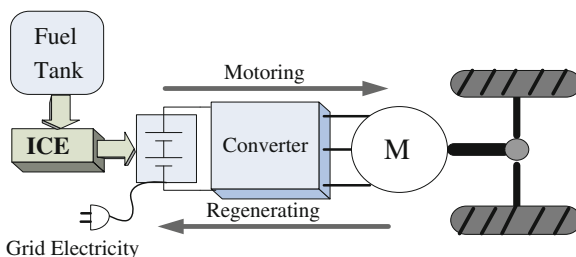 Fuel
Tank
Motoring
ICE
Converter
M
Regenerating
Grid Electricity